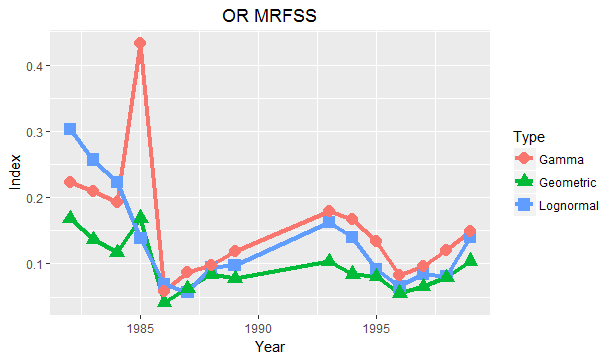 OR MRFSS
0.4
0.3
0.2
0.1
Index
1985
1990
1995
Year
Type
Gamma
Geometric
Lognormal